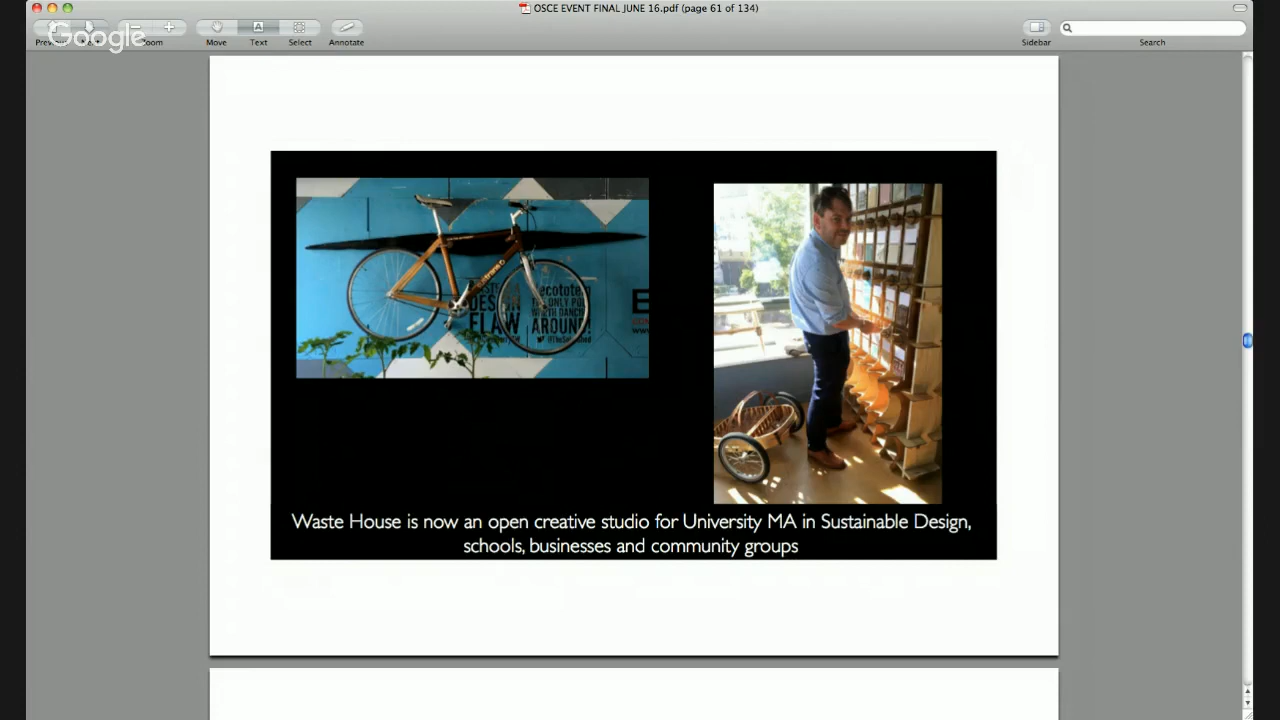 OSCE EVENT FINAL JUNE 16.pdf (page 61 of 134)
Google
Zoom
Move
Text
Select
Annotate
Sidebar
Search
DESIGN
FLAW
ecototem
AROUND!
Waste House is now an open creative studio for University MA in Sustainable Design,
schools, businesses and community groups